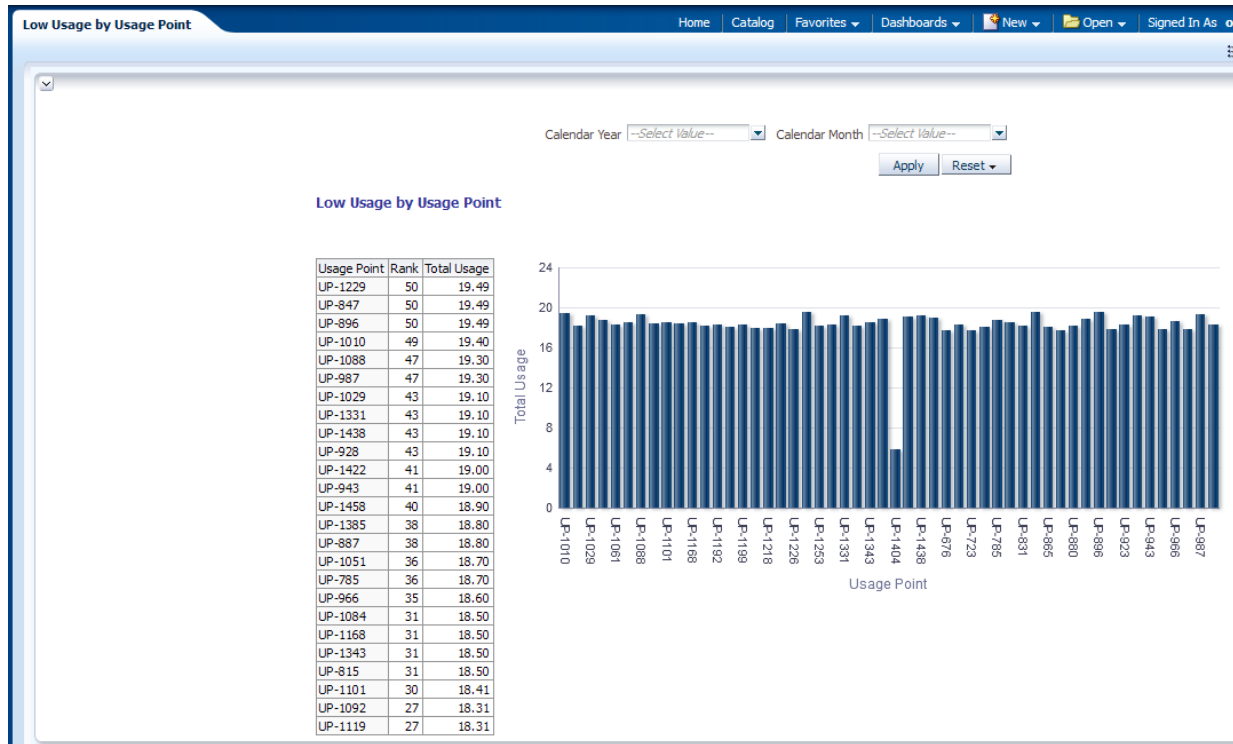 Low Usage by Usage Point
Home Catalog Favorites Dashboards New Open Signed In As
Calendar Year --Select Value-- Calendar Month --Select Value--
Apply Reset
Low Usage by Usage Point
Usage Point Rank Total Usage
UP-1229 50 19.49
UP-847 50 19.49
UP-896 50 19.49
UP-1010 49 19.40
UP-1088 47 19.30
UP-987 47 19.30
UP-1029 43 19.10
UP-1331 43 19.10
UP-1438 43 19.10
UP-928 43 19.10
UP-1422 41 19.00
UP-943 41 19.00
UP-1458 40 18.90
UP-1385 38 18.80
UP-887 38 18.80
UP-1051 36 18.70
UP-785 36 18.70
UP-966 35 18.60
UP-1084 31 18.50
UP-1168 31 18.50
UP-1343 31 18.50
UP-815 31 18.50
UP-1101 30 18.41
UP-1092 27 18.31
UP-1119 27 18.31
24
20
16
12
8
4
0
Total Usage
UP-1010 UP-1029 UP-1061 UP-1088 UP-1101 UP-1168 UP-1192 UP-1199 UP-1218 UP-1226 UP-1253 UP-1331 UP-1343 UP-1404 UP-1438 UP-676 UP-723 UP-785 UP-831 UP-865 UP-880 UP-896 UP-923 UP-943 UP-966 UP-987
Usage Point